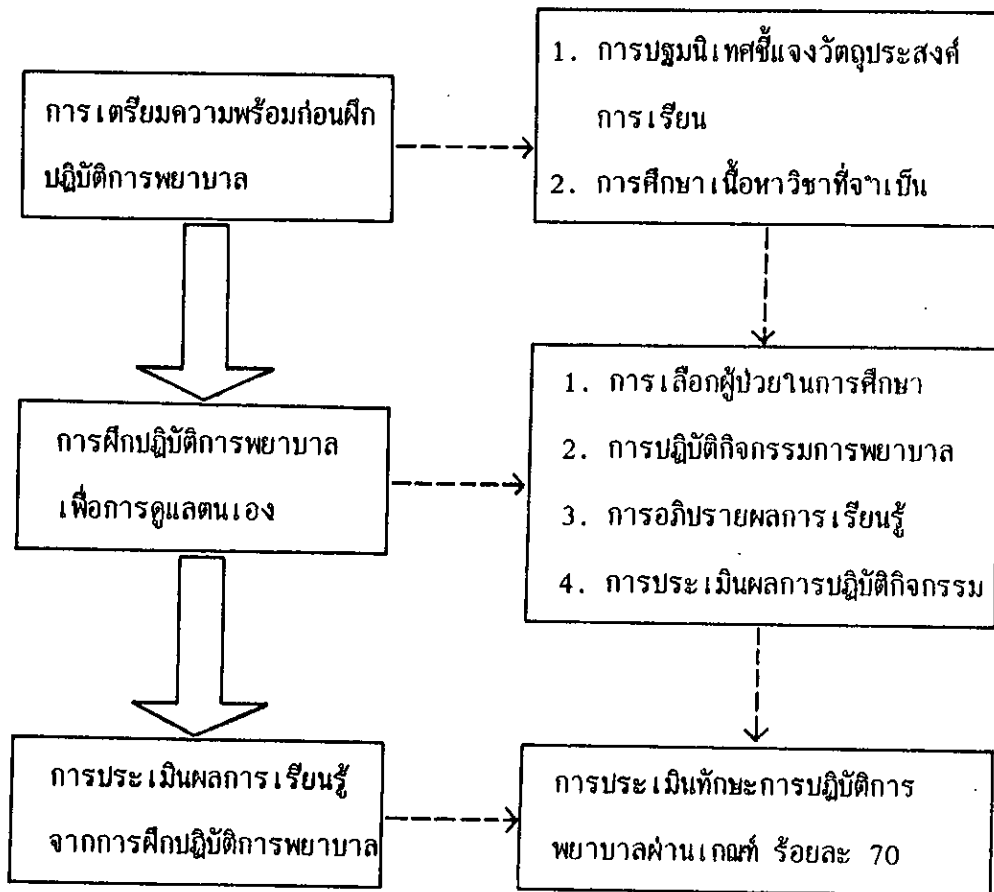 การเตรียมความพร้อมก่อนฝึก
ปฏิบัติการพยาบาล
1. การปฐมนิเทศชี้แจงวัตถุประสงค์
การเรียน
2. การศึกษาเนื้อหาวิชาที่จำเป็น
การฝึกปฏิบัติการพยาบาล
เพื่อการดูแลตนเอง
1. การเลือกผู้ป่วยในการศึกษา
2. การปฏิบัติกิจกรรมการพยาบาล
3. การอภิปรายผลการเรียนรู้
4. การประเมินผลการปฏิบัติกิจกรรม
การประเมินผลการเรียนรู้
จากการฝึกปฏิบัติการพยาบาล
การประเมินทักษะการปฏิบัติการ
พยาบาลผ่านเกณฑ์ ร้อยละ 70